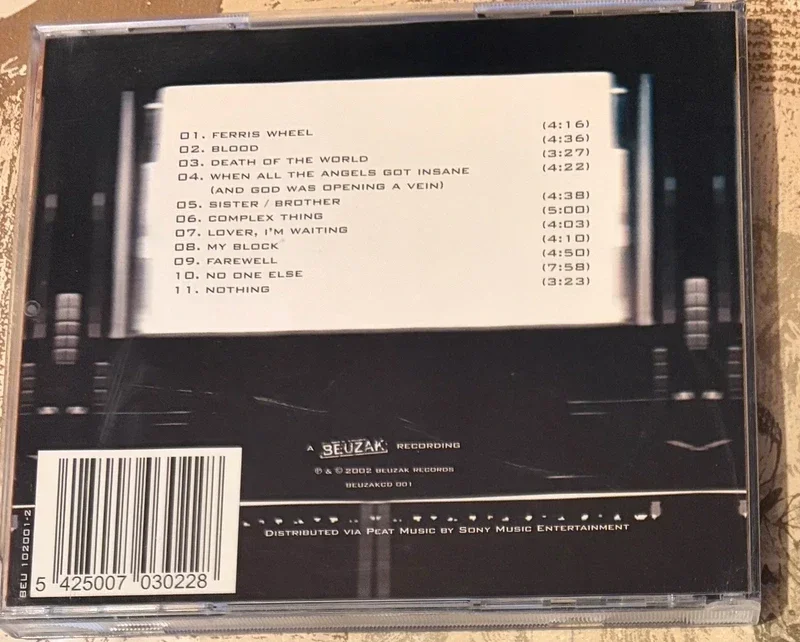 01. FERRIS WHEEL (4:16)
02. BLOOD (4:36)
03. DEATH OF THE WORLD (3:27)
04. WHEN ALL THE ANGELS GOT INSANE (4:22)
(AND GOD WAS OPENING A VEIN)
05. SISTER / BROTHER (4:38)
06. COMPLEX THING (5:00)
07. LOVER, I'M WAITING (4:03)
08. MY BLOCK (4:10)
09. FAREWELL (4:50)
10. NO ONE ELSE (7:58)
11. NOTHING (3:23)
A BEUZAK RECORDING
℗ & © 2002 BEUZAK RECORDS
BEUZAKCD 001
DISTRIBUTED VIA PEAT MUSIC BY SONY MUSIC ENTERTAINMENT
BEU 102001-2
5 425007 030228